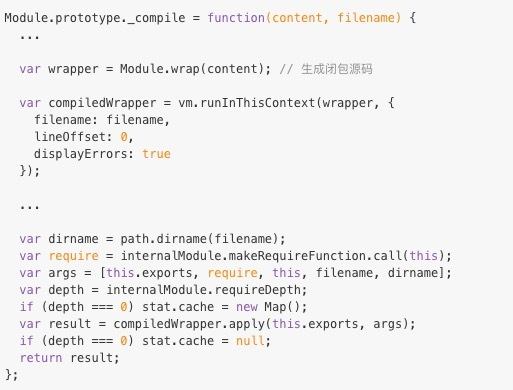 Module.prototype._compile = function(content, filename) {
  ...

  var wrapper = Module.wrap(content); // 生成闭包源码

  var compiledWrapper = vm.runInThisContext(wrapper, {
    filename: filename,
    lineOffset: 0,
    displayErrors: true
  });

  ...

  var dirname = path.dirname(filename);
  var require = internalModule.makeRequireFunction.call(this);
  var args = [this.exports, require, this, filename, dirname];
  var depth = internalModule.requireDepth;
  if (depth === 0) stat.cache = new Map();
  var result = compiledWrapper.apply(this.exports, args);
  if (depth === 0) stat.cache = null;
  return result;
};